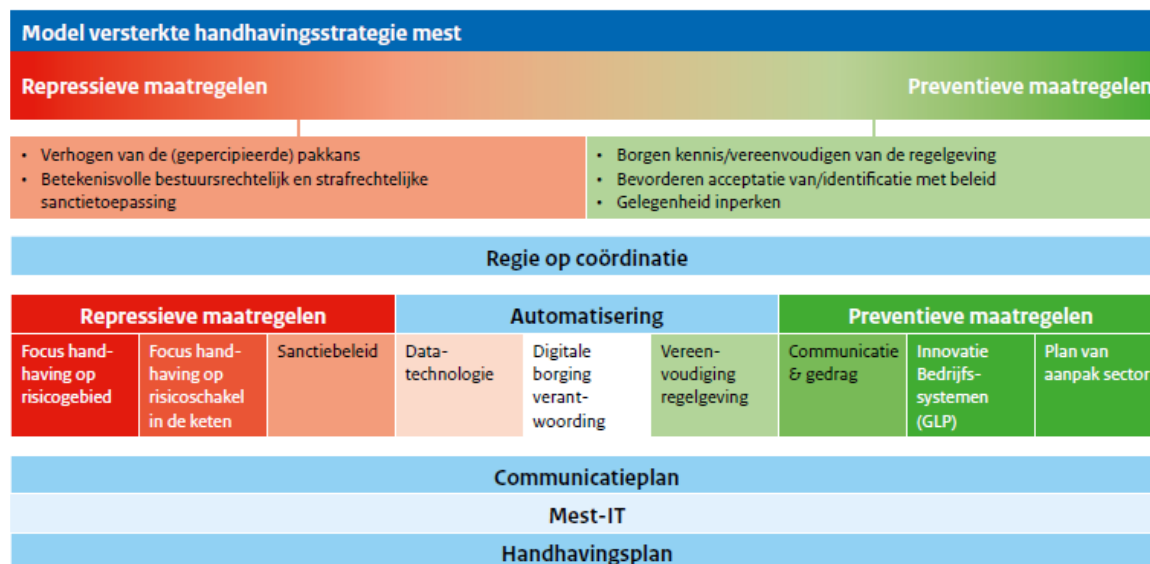 Model versterkte handhavingsstrategie mest
Repressieve maatregelen
Preventieve maatregelen
• Verhogen van de (gepercipieerde) pakkans
• Betekenisvolle bestuursrechtelijk en strafrechtelijke
sanctietoepassing
• Borgen kennis/vereenvoudigen van de regelgeving
• Bevorderen acceptatie van/identificatie met beleid
• Gelegenheid inperken
Regie op coördinatie
Repressieve maatregelen
Focus hand-
having op
risicogebied
Focus hand-
having op
risicoschakel
in de keten
Sanctiebeleid
Automatisering
Data-
technologie
Digitale
borging
verant-
woording
Vereen-
voudiging
regelgeving
Preventieve maatregelen
Communicatie
& gedrag
Innovatie
Bedrijfs-
systemen
(GLP)
Plan van
aanpak sector
Communicatieplan
Mest-IT
Handhavingsplan